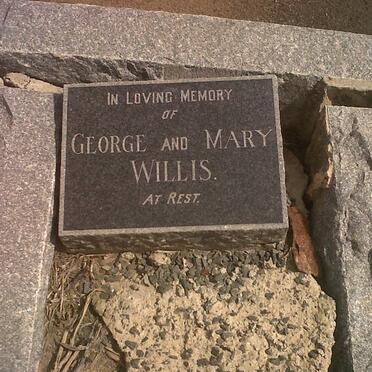 IN LOVING MEMORY
OF
GEORGE AND MARY
WILLIS.
AT REST.